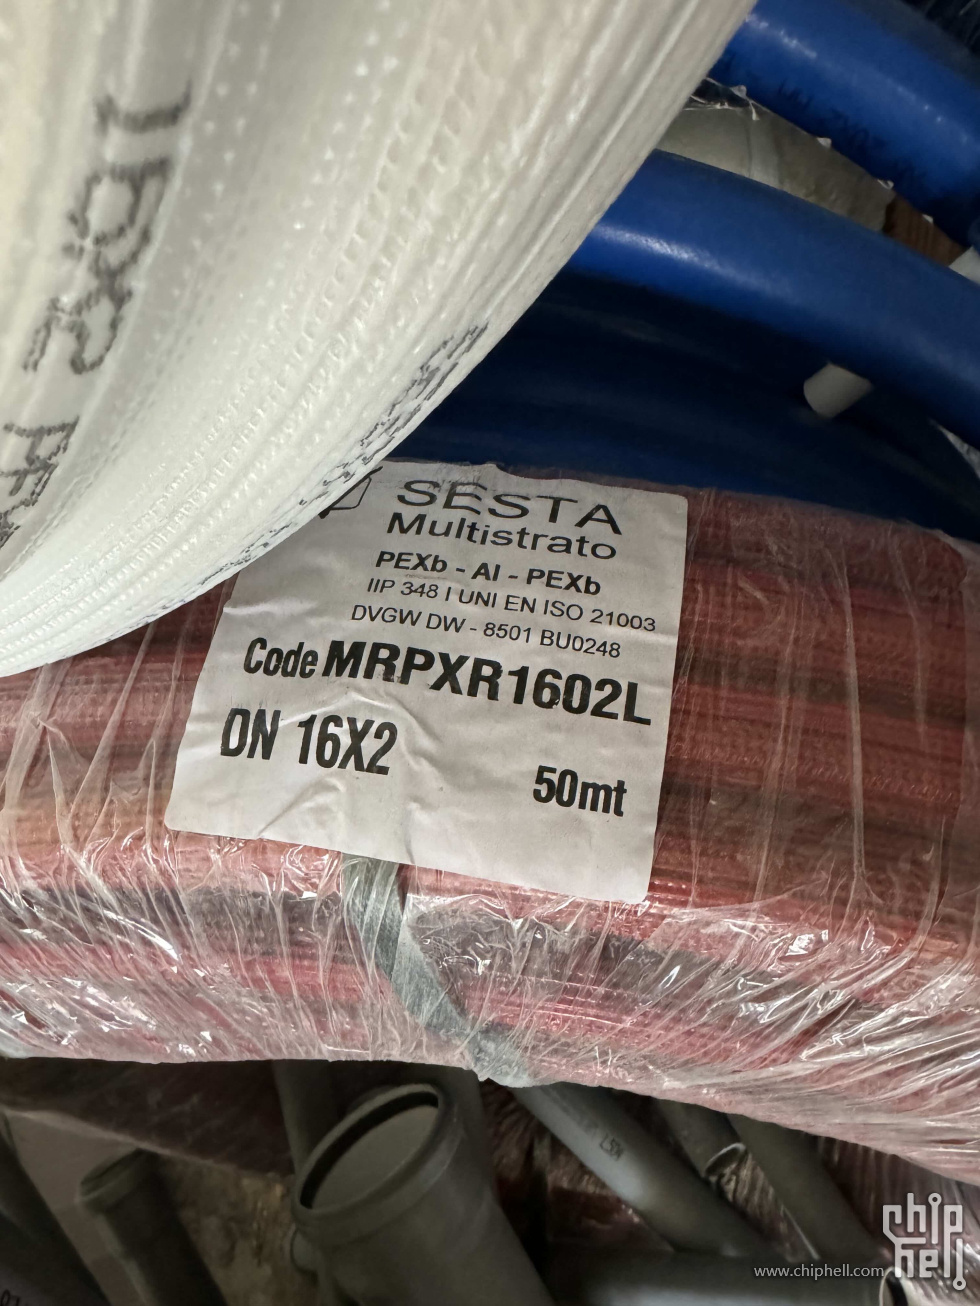 SESTA
Multistrato
PEXb - Al - PEXb
IIP 348 I UNI EN ISO 21003
DVGW DW - 8501 BU0248
Code MRPXR1602L
DN 16X2
50mt
chip
hell
www.chiphell.com